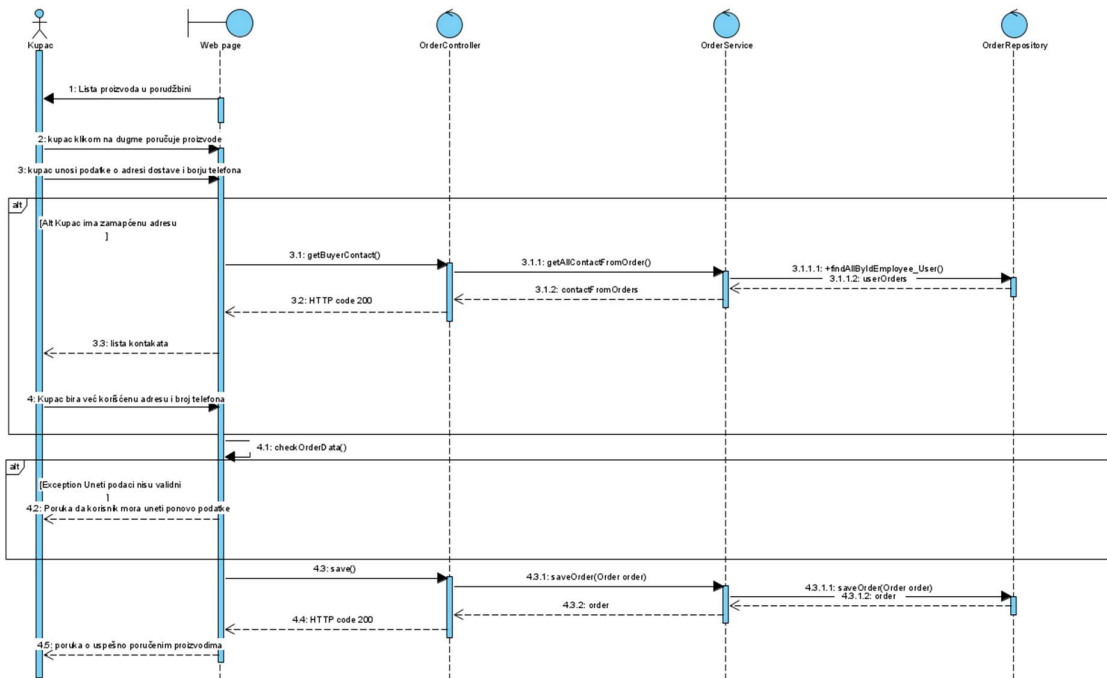 Kupac
Web page
OrderController
OrderService
OrderRepository
1: Lista proizvoda u porudžbini
2: kupac klikom na dugme poručuje proizvode
3: kupac unosi podatke o adresi dostave i borju telefona
alt
[Alt Kupac ima zamapćenu adresu
]
3.1: getBuyerContact()
3.1.1: getAllContactFromOrder()
3.1.1.1: +findAllByIdEmployee_User()
3.1.1.2: userOrders
3.1.2: contactFromOrders
3.2: HTTP code 200
3.3: lista kontakata
4: Kupac bira već korišćenu adresu i broj telefona
4.1: checkOrderData()
alt
[Exception Uneti podaci nisu validni
]
4.2: Poruka da korisnik mora uneti ponovo podatke
4.3: save()
4.3.1: saveOrder(Order order)
4.3.1.1: saveOrder(Order order)
4.3.1.2: order
4.3.2: order
4.4: HTTP code 200
4.5: poruka o uspešno poručenim proizvodima